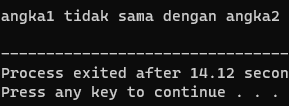 angka1 tidak sama dengan angka2
--------------------------------
Process exited after 14.12 secon
Press any key to continue . . .